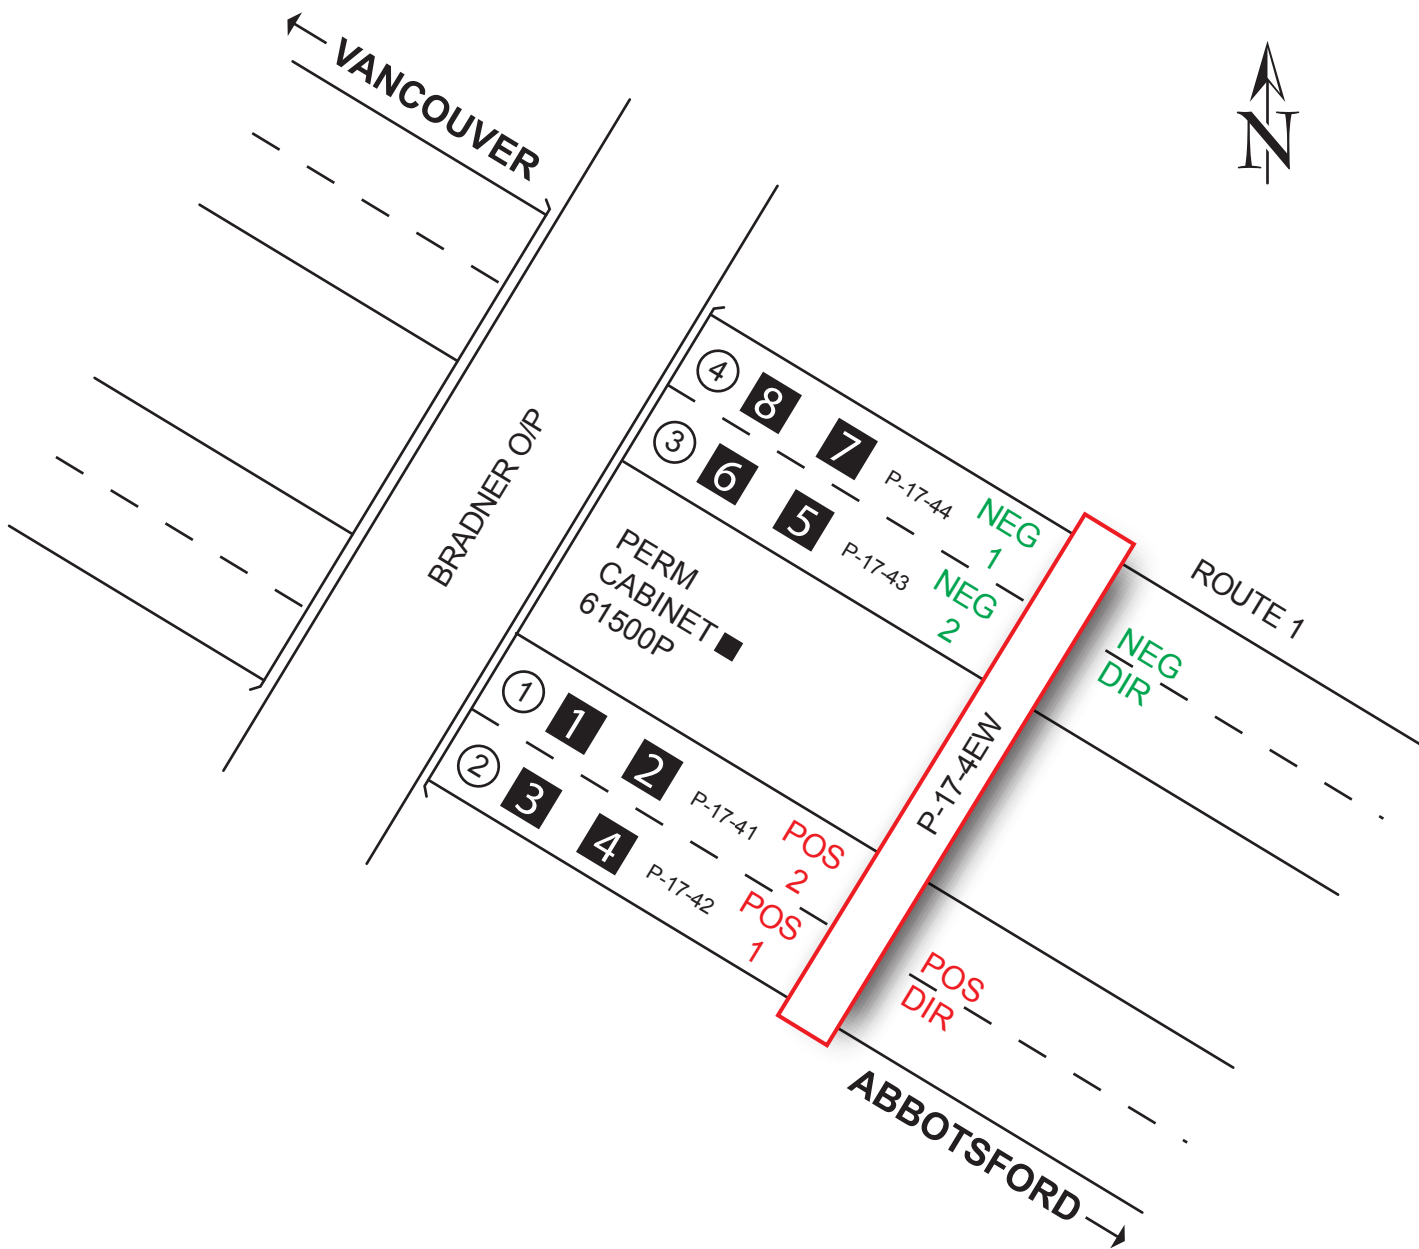 VANCOUVER
N
BRADNER O/P
4
8
7
P-17-44
NEG
1
3
6
5
P-17-43
NEG
2
PERM
CABINET
61500P
ROUTE 1
NEG
DIR
P-17-4EW
1
1
2
P-17-41
POS
2
2
3
4
P-17-42
POS
1
POS
DIR
ABBOTSFORD